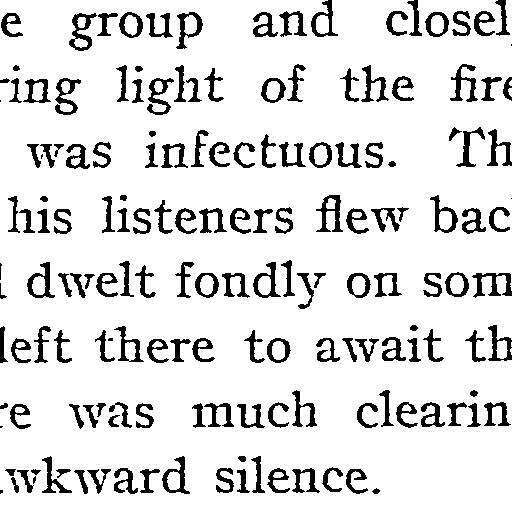 e group and closel
ring light of the fire
was infectuous. Th
his listeners flew bac
dwelt fondly on som
left there to await th
re was much clearin
awkward silence.